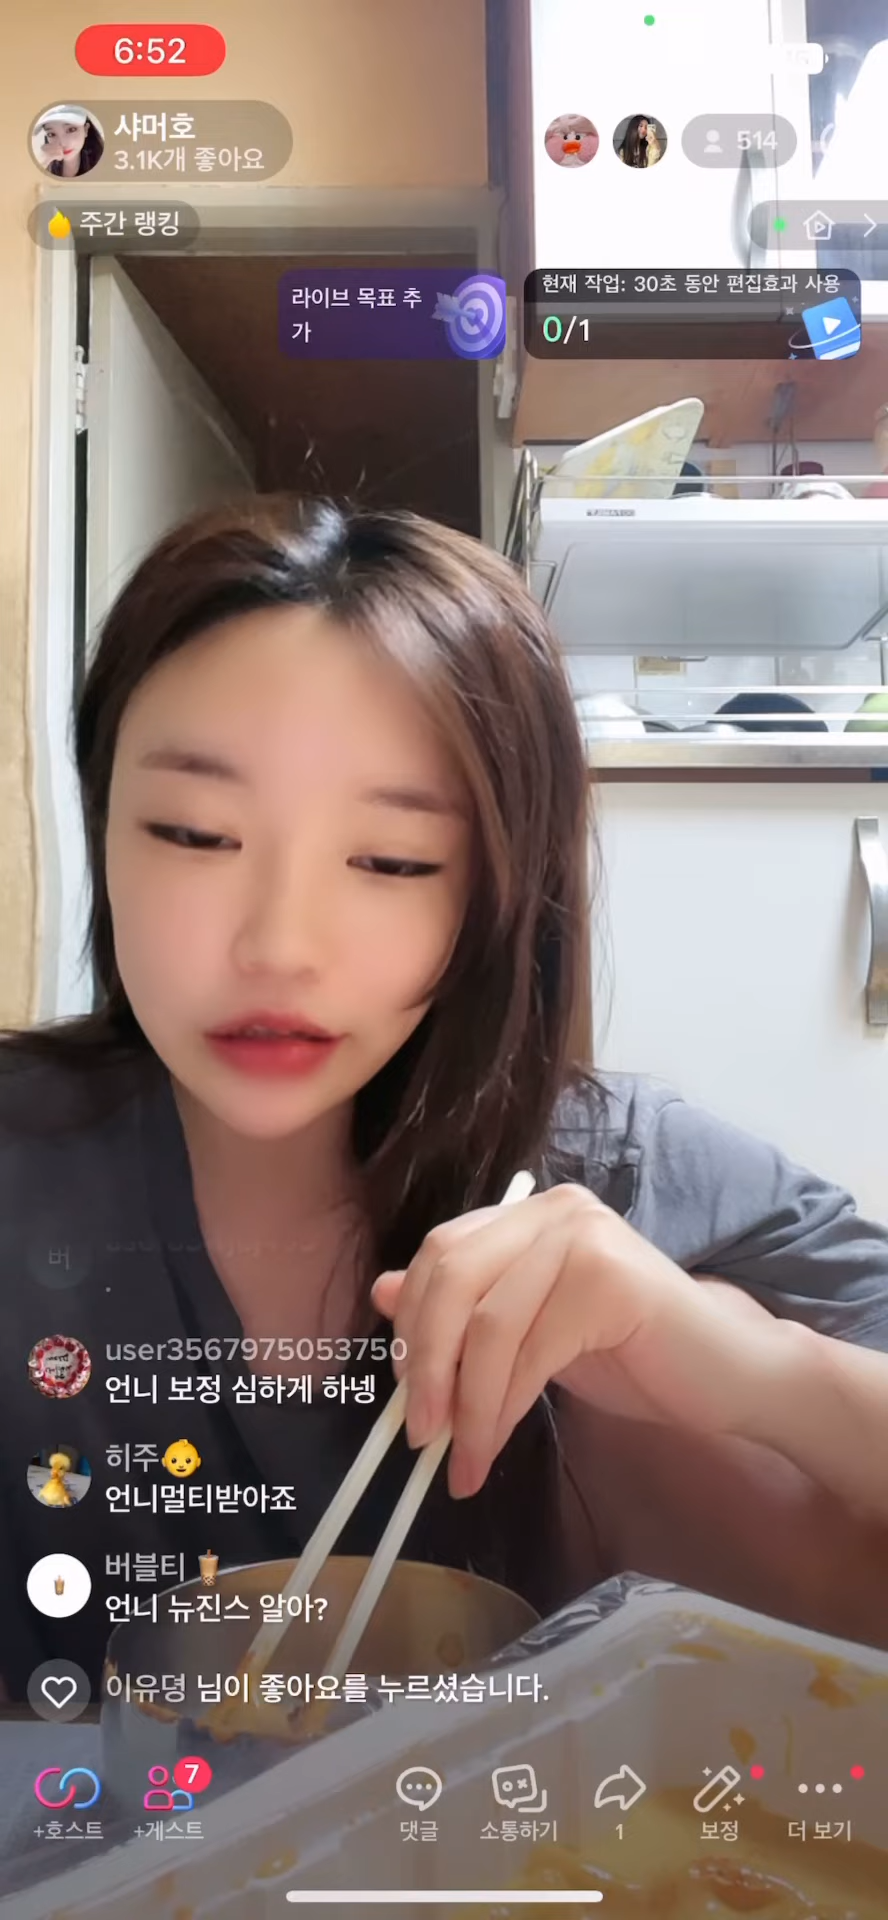 6:52
샤머호
3.1K개 좋아요
514
주간 랭킹
라이브 목표 추
가
현재 작업: 30초 동안 편집효과 사용
0/1
버
user3567975053750
언니 보정 심하게 하넹
히주
언니멀티받아죠
버블티
언니 뉴진스 알아?
이유뎡 님이 좋아요를 누르셨습니다.
7
+호스트
+게스트
댓글
소통하기
1
보정
더 보기